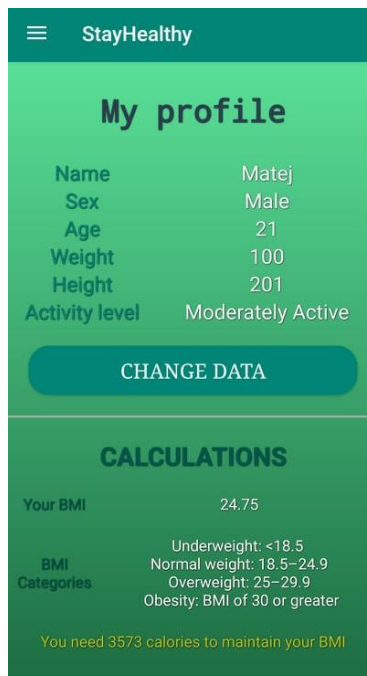 StayHealthy
My profile
Name Matej
Sex Male
Age 21
Weight 100
Height 201
Activity level Moderately Active
CHANGE DATA
CALCULATIONS
Your BMI 24.75
Underweight: <18.5
Normal weight: 18.5–24.9
BMI
Categories
Overweight: 25–29.9
Obesity: BMI of 30 or greater
You need 3573 calories to maintain your BMI